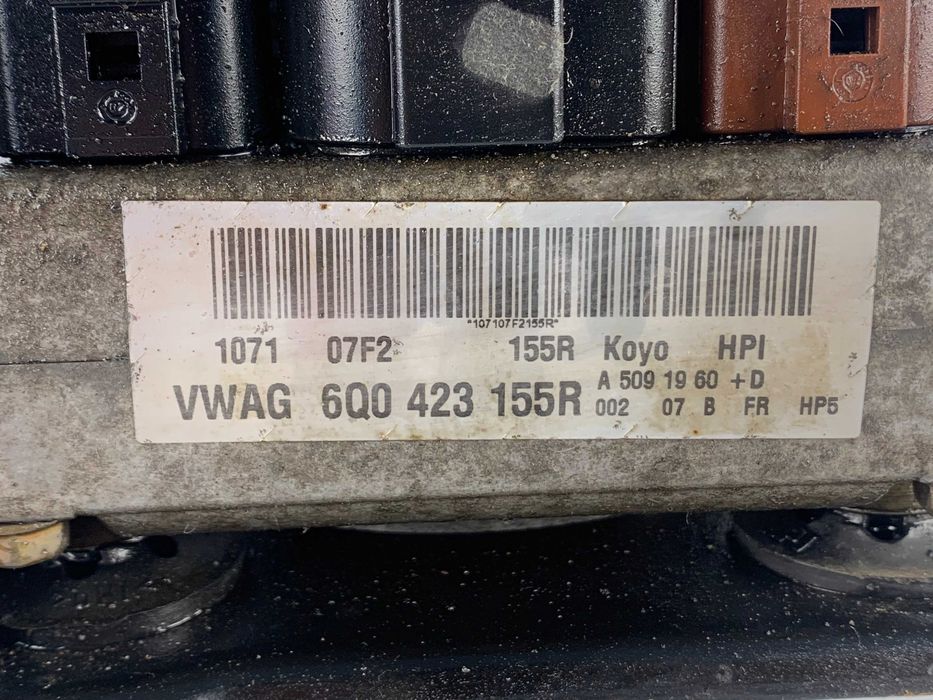 *107107F2155R*
1071 07F2 155R Koyo HPI
VWAG 6Q0 423 155R
A 509 19 60 +D
002 07 B FR HP5